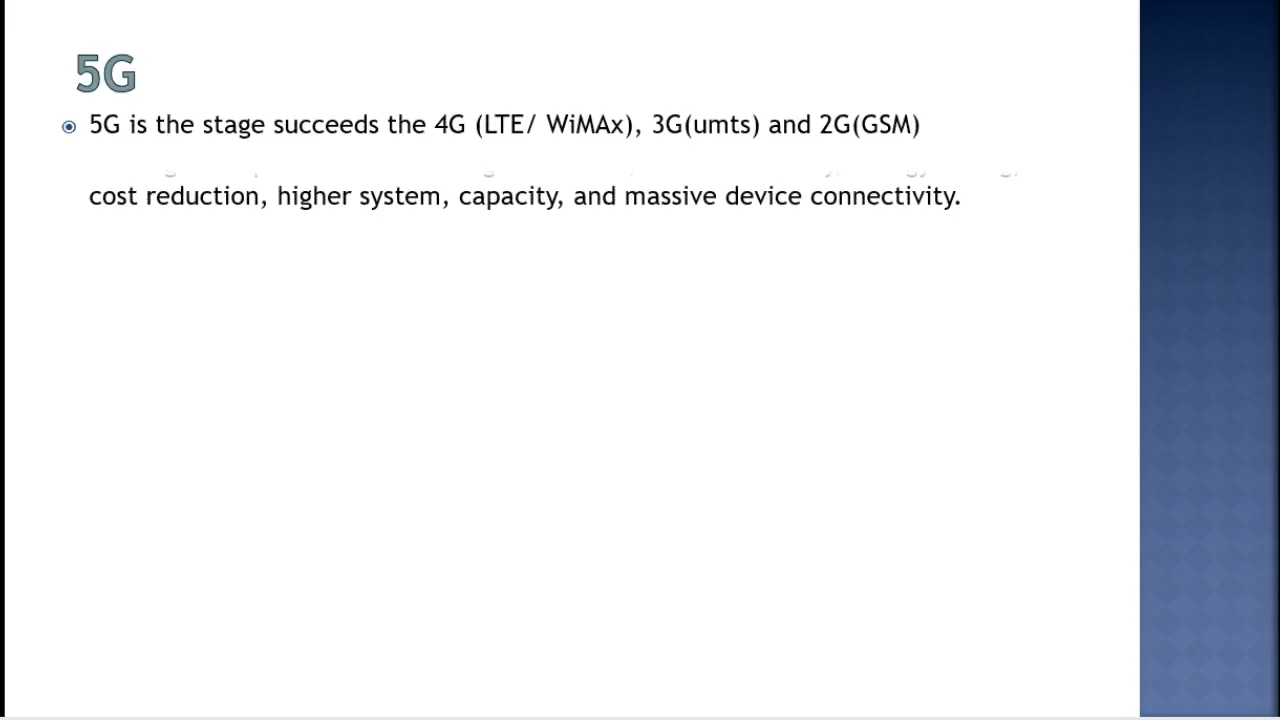 5G
5G is the stage succeeds the 4G (LTE/ WiMAx), 3G(umts) and 2G(GSM)
cost reduction, higher system, capacity, and massive device connectivity.